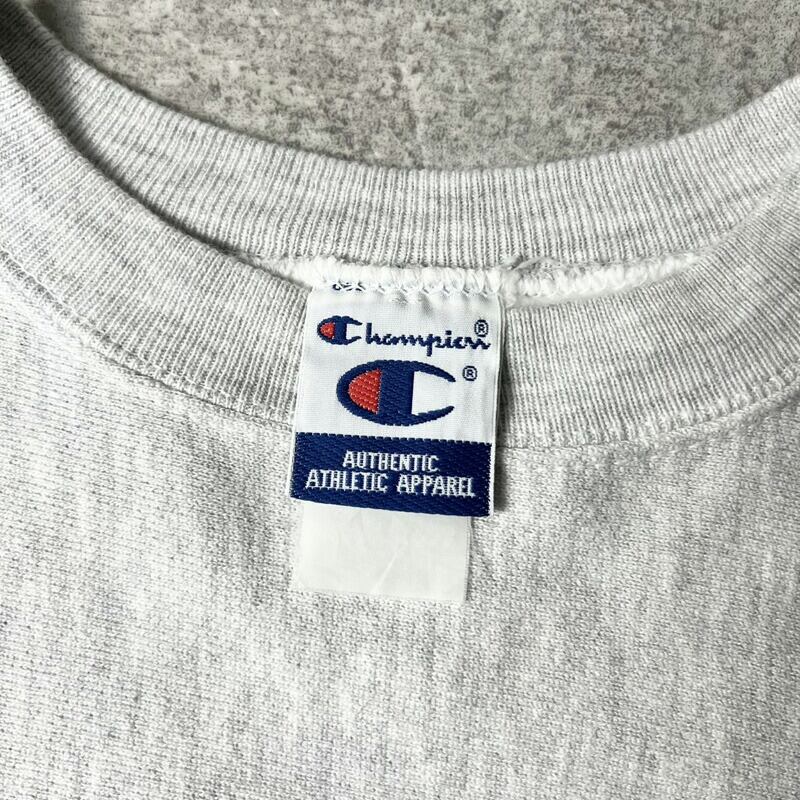 Champion®
®
AUTHENTIC
ATHLETIC APPAREL